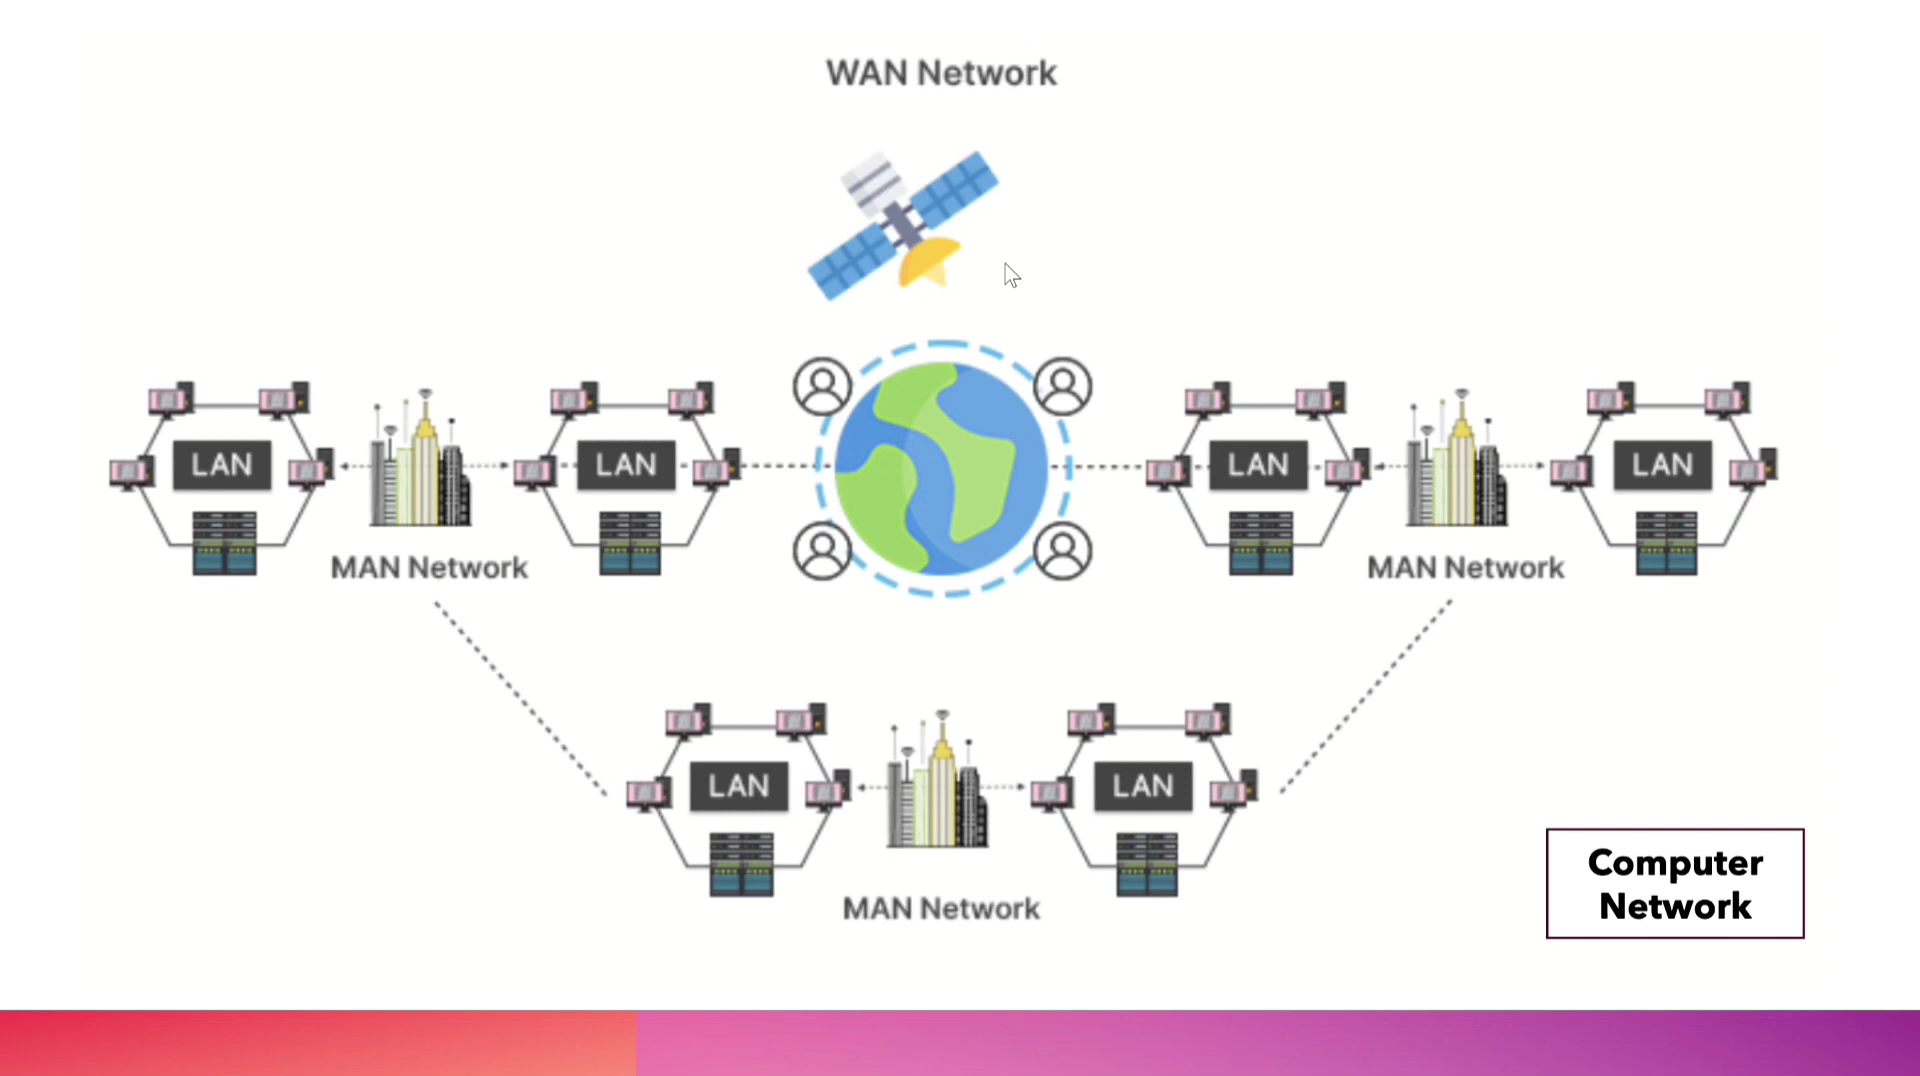 WAN Network
LAN
LAN
LAN
LAN
MAN Network
MAN Network
LAN
LAN
MAN Network
Computer
Network